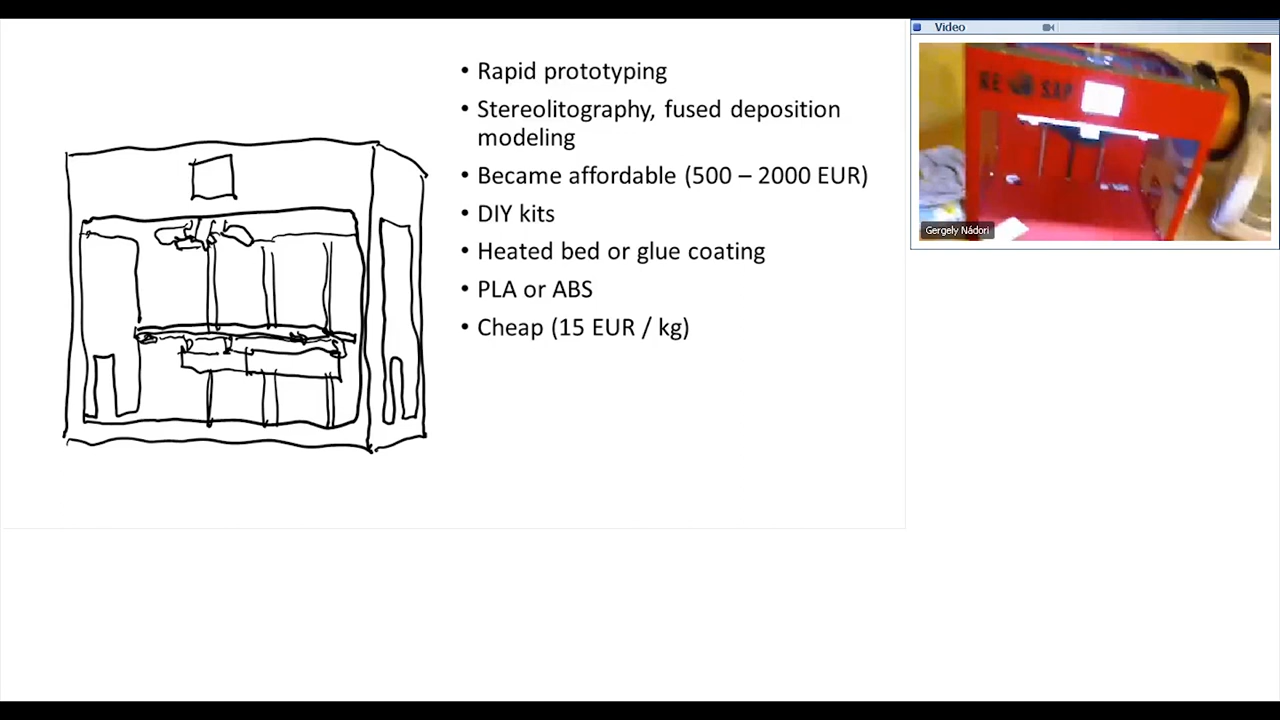 • Rapid prototyping
• Stereolitography, fused deposition
modeling
• Became affordable (500 – 2000 EUR)
• DIY kits
• Heated bed or glue coating
• PLA or ABS
• Cheap (15 EUR / kg)
Video
Gergely Nádori